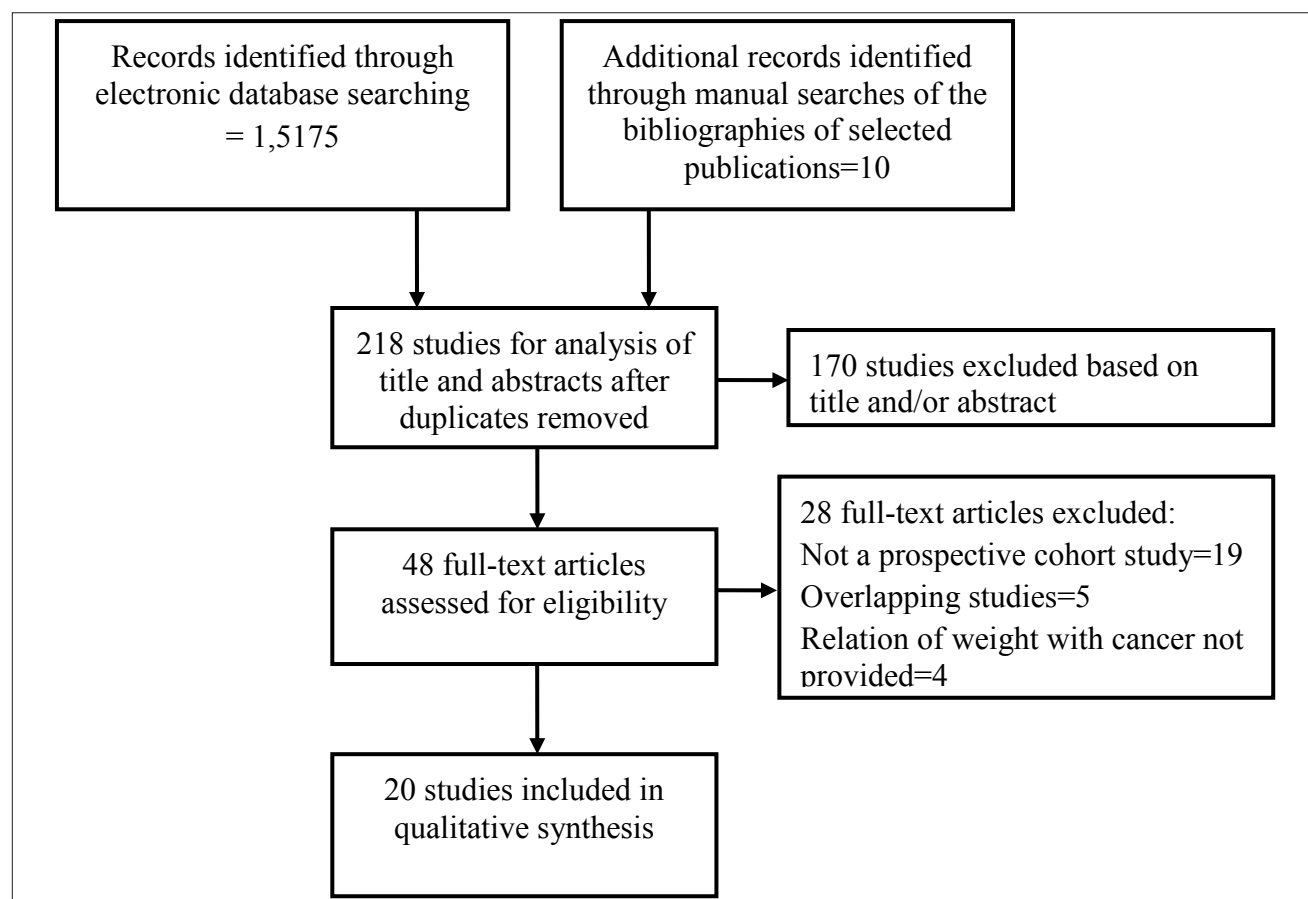 Records identified through
electronic database searching
= 1,5175
Additional records identified
through manual searches of the
bibliographies of selected
publications=10
218 studies for analysis of
title and abstracts after
duplicates removed
170 studies excluded based on
title and/or abstract
48 full-text articles
assessed for eligibility
28 full-text articles excluded:
Not a prospective cohort study=19
Overlapping studies=5
Relation of weight with cancer not
provided=4
20 studies included in
qualitative synthesis